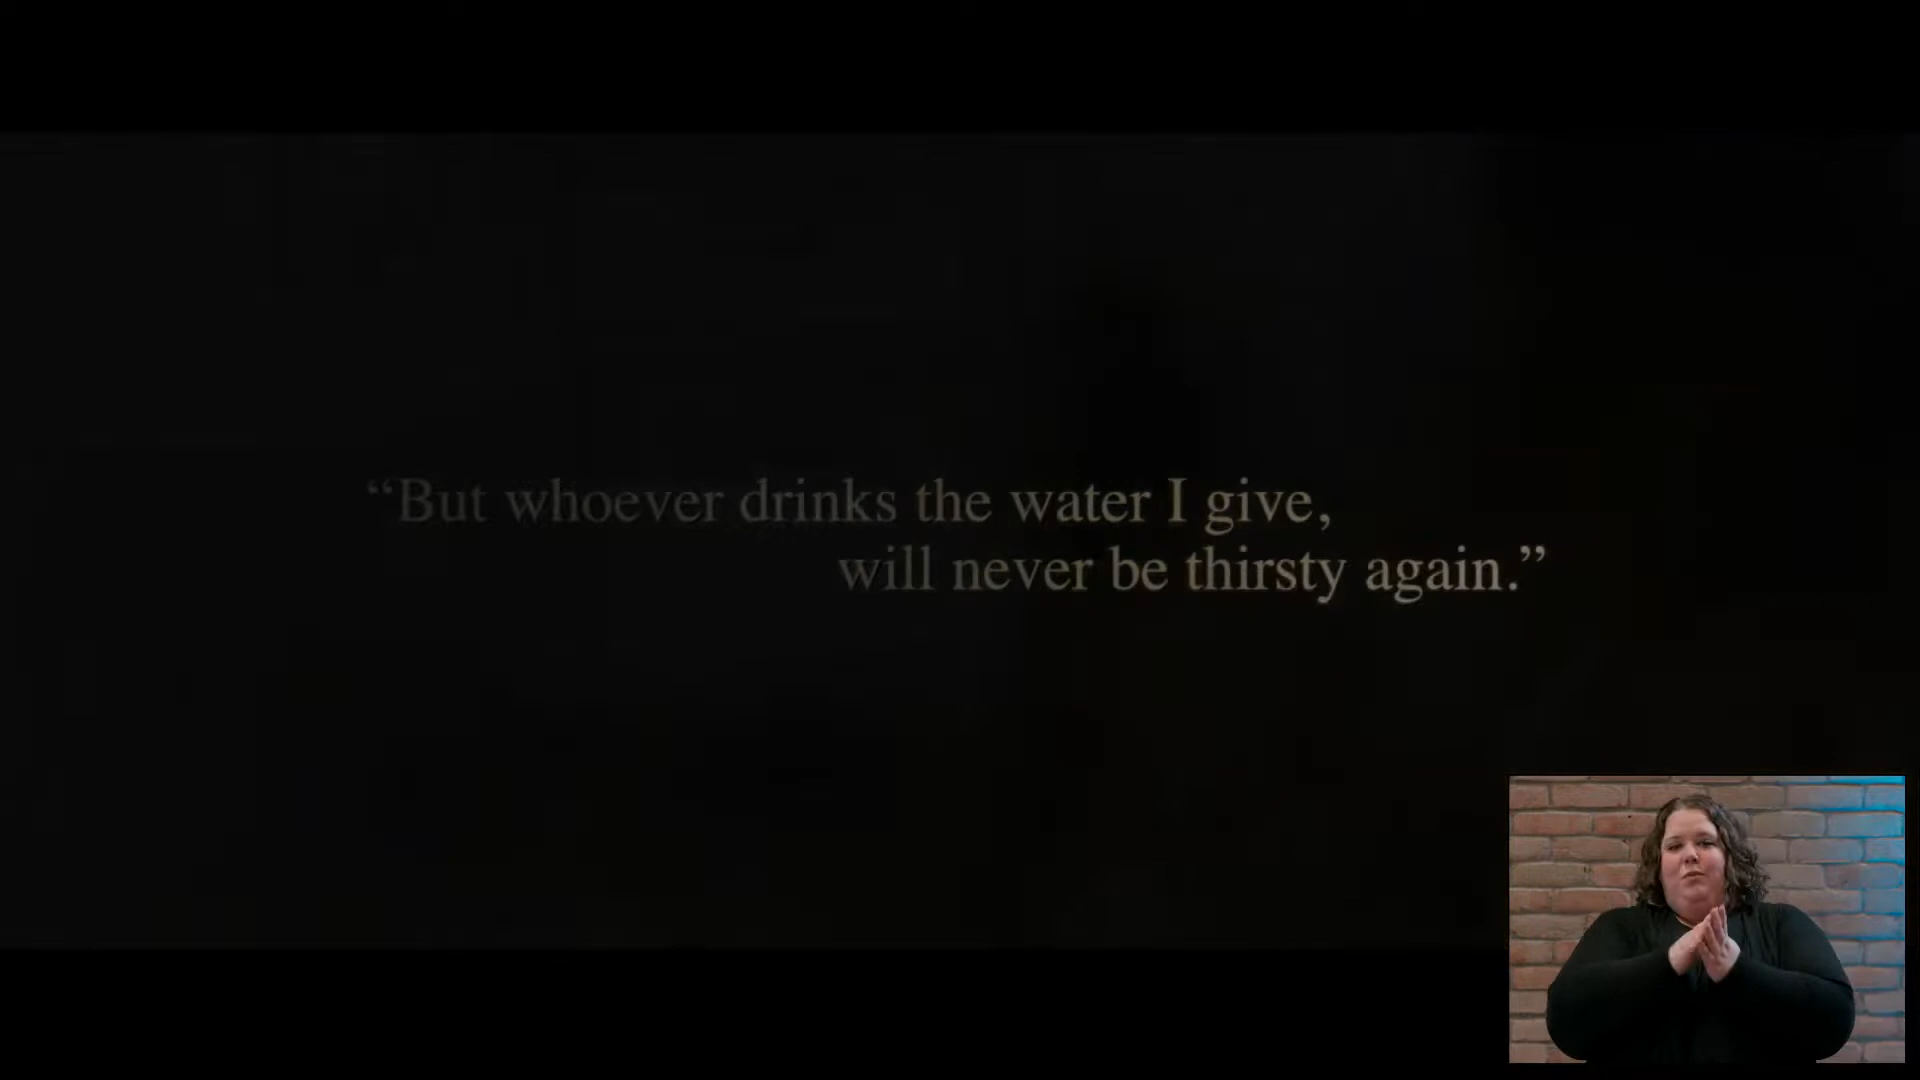 “But whoever drinks the water I give,
will never be thirsty again.”